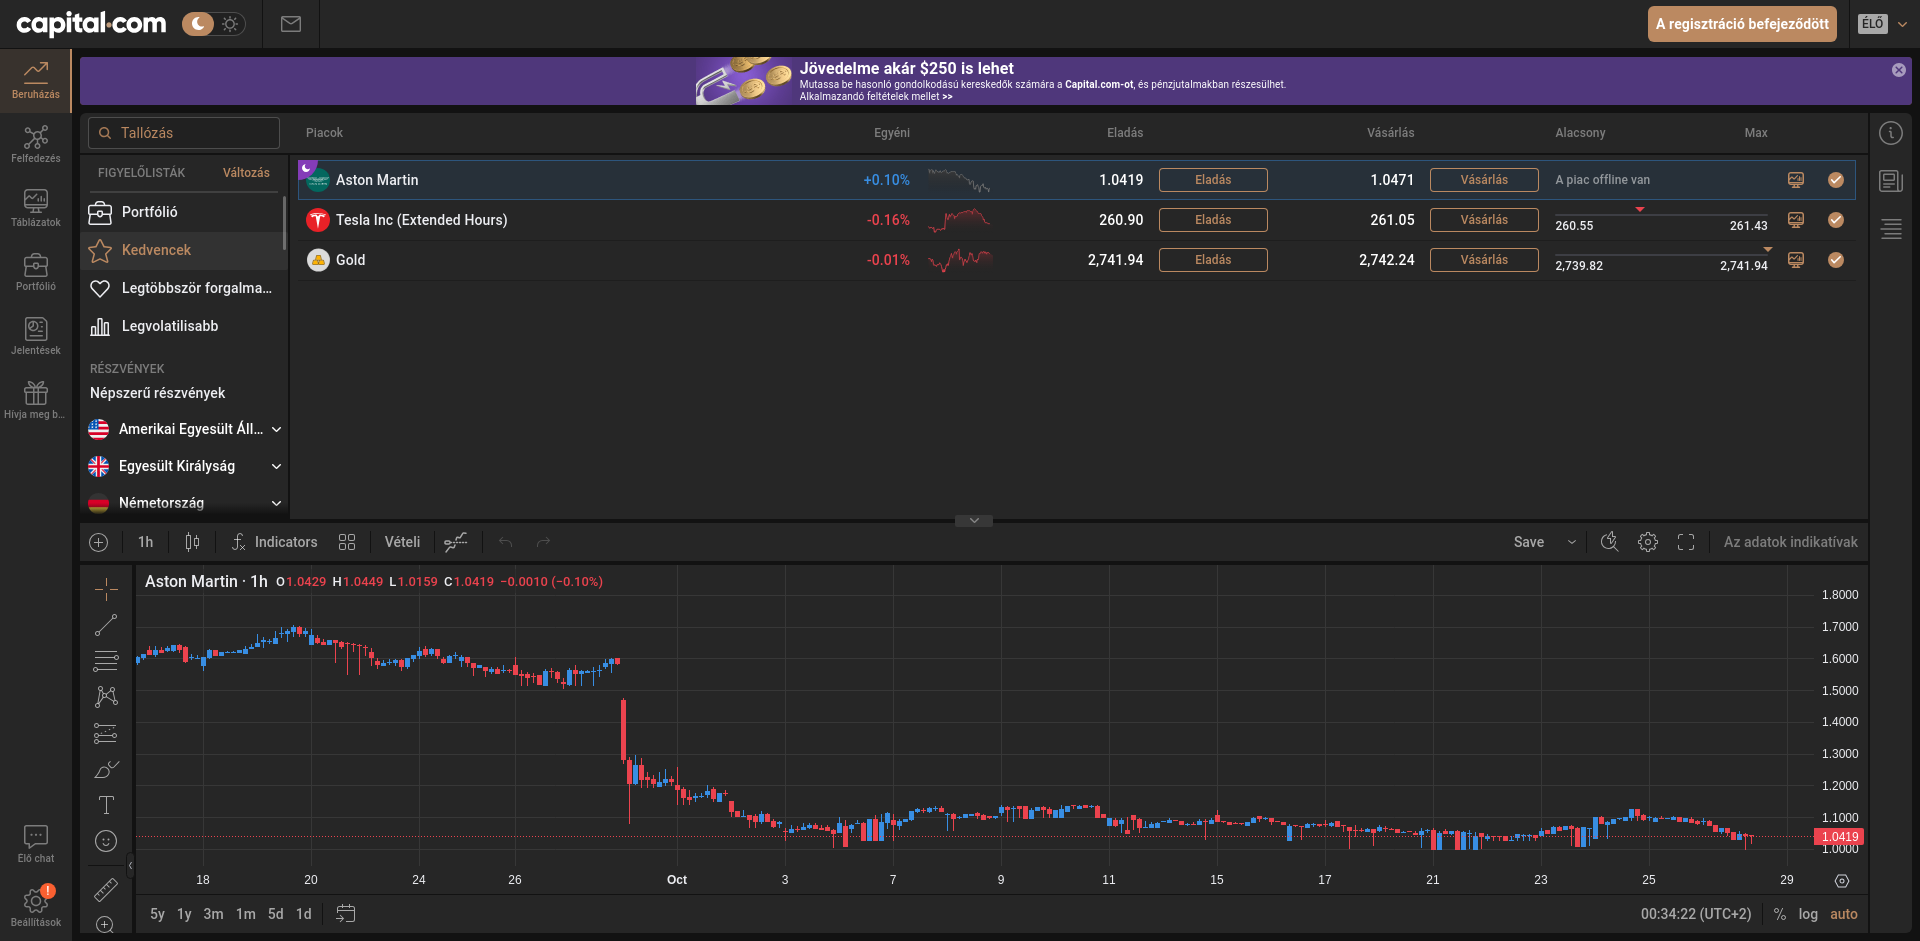 capital.com
A regisztráció befejeződött
ÉLŐ
Jövedelme akár $250 is lehet
Mutassa be hasonló gondolkodású kereskedők számára a Capital.com-ot, és pénzjutalmakban részesülhet.
Alkalmazandó feltételek mellet >>
Beruházás
Felfedezés
Táblázatok
Portfólió
Jelentések
Hívja meg b...
Élő chat
Beállítások
Tallózás
FIGYELŐLISTÁK Változás
Portfólió
Kedvencek
Legtöbbször forgalma...
Legvolatilisabb
RÉSZVÉNYEK
Népszerű részvények
Amerikai Egyesült Áll...
Egyesült Királyság
Németország
Piacok Egyéni Eladás Vásárlás Alacsony Max
Aston Martin +0.10% 1.0419 Eladás 1.0471 Vásárlás A piac offline van
Tesla Inc (Extended Hours) -0.16% 260.90 Eladás 261.05 Vásárlás 260.55 261.43
Gold -0.01% 2,741.94 Eladás 2,742.24 Vásárlás 2,739.82 2,741.94
1h Indicators Vételi Save Az adatok indikatívak
Aston Martin · 1h O1.0429 H1.0449 L1.0159 C1.0419 −0.0010 (−0.10%)
1.8000
1.7000
1.6000
1.5000
1.4000
1.3000
1.2000
1.1000
1.0419
1.0000
18 20 24 26 Oct 3 7 9 11 15 17 21 23 25 29
5y 1y 3m 1m 5d 1d 00:34:22 (UTC+2) % log auto